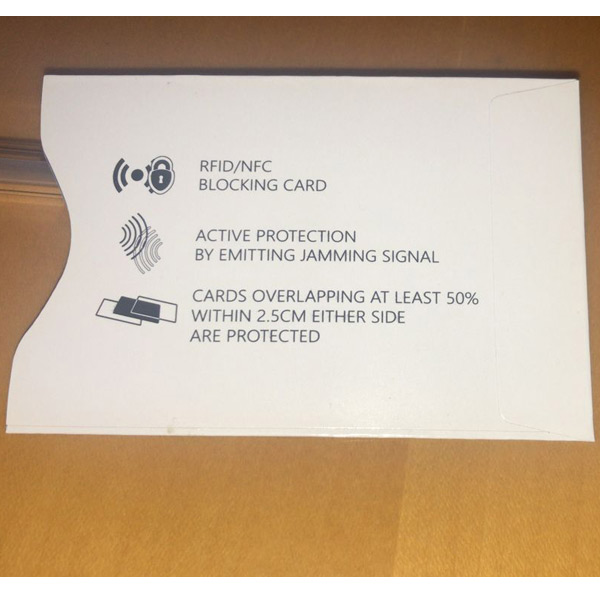 RFID/NFC
BLOCKING CARD
ACTIVE PROTECTION
BY EMITTING JAMMING SIGNAL
CARDS OVERLAPPING AT LEAST 50%
WITHIN 2.5CM EITHER SIDE
ARE PROTECTED